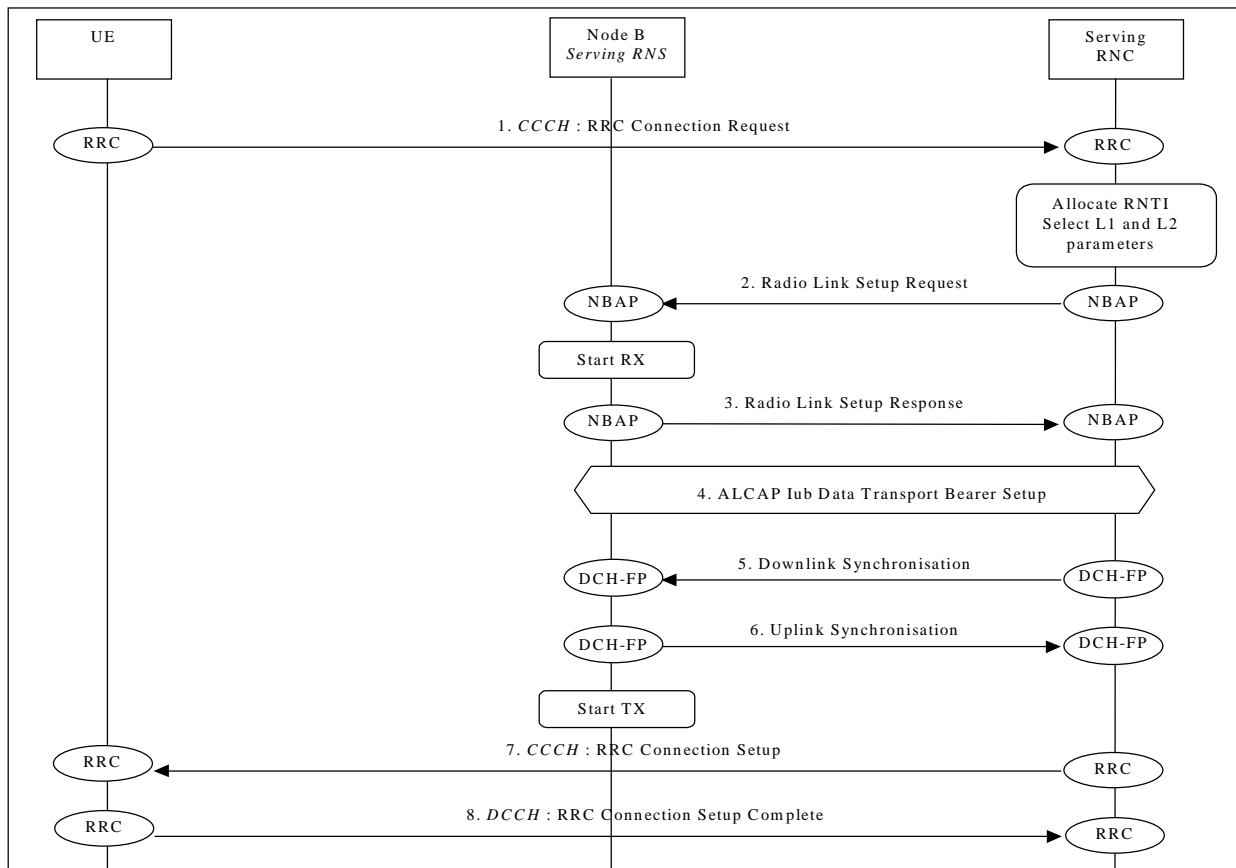 UE
Node B
Serving RNS
Serving
RNC
1. CCCH : RRC Connection Request
RRC
RRC
Allocate RNTI
Select L1 and L2
parameters
2. Radio Link Setup Request
NBAP
NBAP
Start RX
3. Radio Link Setup Response
NBAP
NBAP
4. ALCAP Iub Data Transport Bearer Setup
5. Downlink Synchronisation
DCH-FP
DCH-FP
6. Uplink Synchronisation
DCH-FP
DCH-FP
Start TX
7. CCCH : RRC Connection Setup
RRC
RRC
8. DCCH : RRC Connection Setup Complete
RRC
RRC